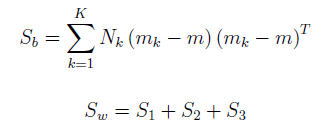 S_b = \sum_{k=1}^{K} N_k (m_k - m) (m_k - m)^T
S_w = S_1 + S_2 + S_3